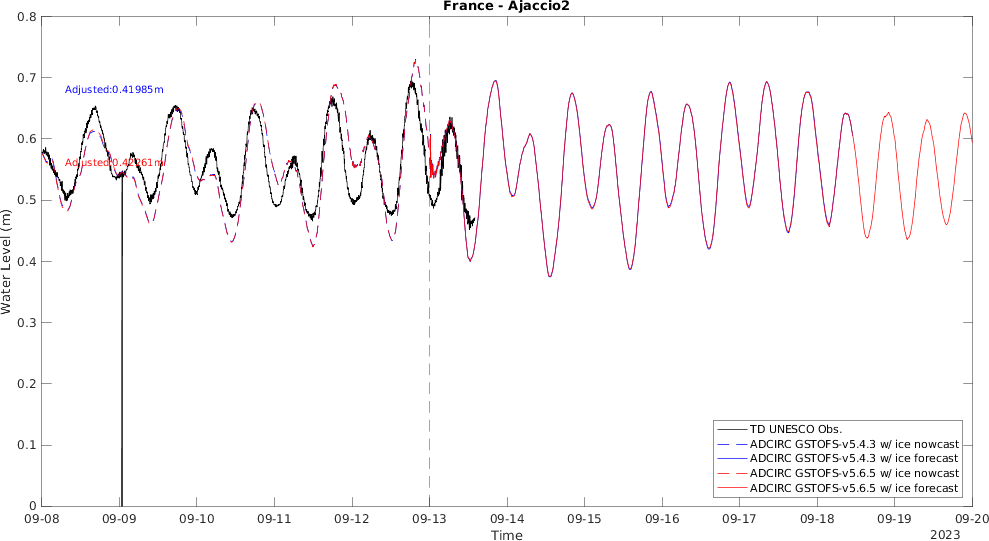 France - Ajaccio2
0.8
0.7
0.6
0.5
0.4
0.3
0.2
0.1
0
Water Level (m)
Adjusted:0.41985m
Adjusted:0.42261m
TD UNESCO Obs.
ADCIRC GSTOFS-v5.4.3 w/ ice nowcast
ADCIRC GSTOFS-v5.4.3 w/ ice forecast
ADCIRC GSTOFS-v5.6.5 w/ ice nowcast
ADCIRC GSTOFS-v5.6.5 w/ ice forecast
09-08 09-09 09-10 09-11 09-12 09-13 09-14 09-15 09-16 09-17 09-18 09-19 09-20
Time
2023